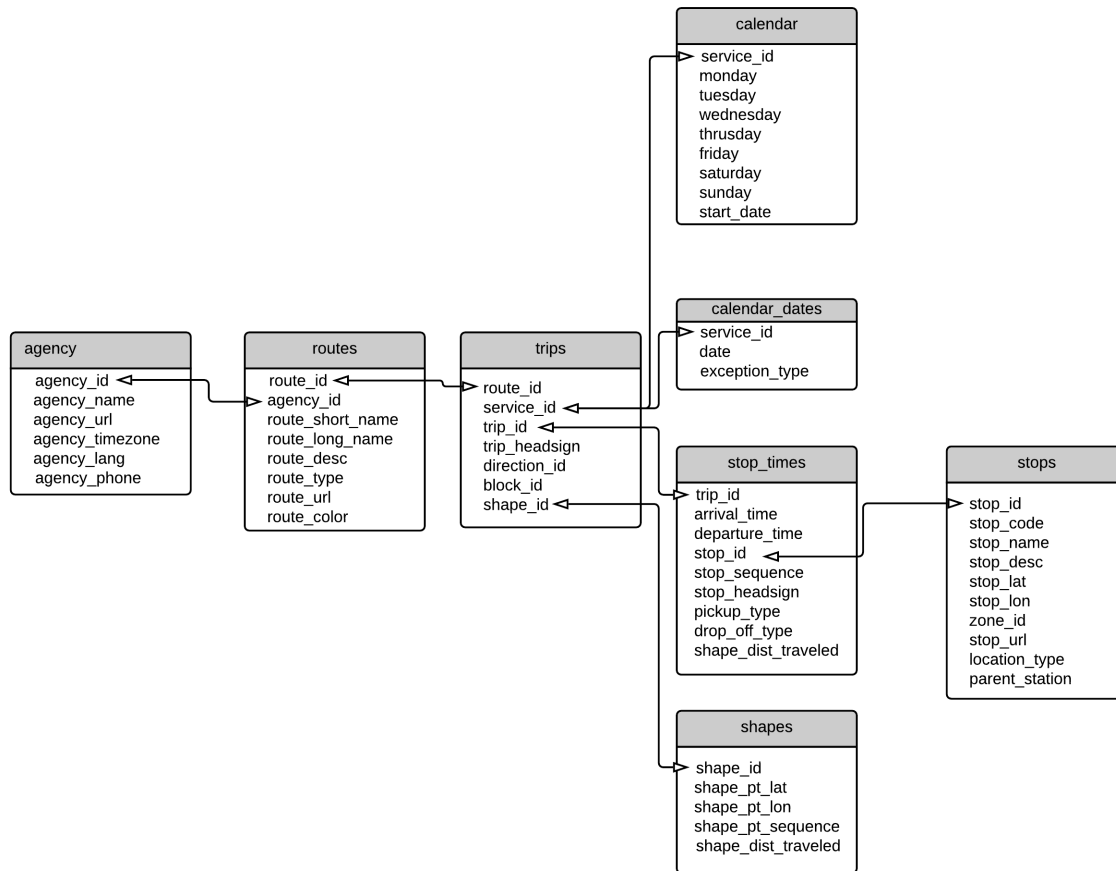 calendar
service_id
monday
tuesday
wednesday
thrusday
friday
saturday
sunday
start_date
calendar_dates
service_id
date
exception_type
agency
agency_id
agency_name
agency_url
agency_timezone
agency_lang
agency_phone
routes
route_id
agency_id
route_short_name
route_long_name
route_desc
route_type
route_url
route_color
trips
route_id
service_id
trip_id
trip_headsign
direction_id
block_id
shape_id
stop_times
trip_id
arrival_time
departure_time
stop_id
stop_sequence
stop_headsign
pickup_type
drop_off_type
shape_dist_traveled
stops
stop_id
stop_code
stop_name
stop_desc
stop_lat
stop_lon
zone_id
stop_url
location_type
parent_station
shapes
shape_id
shape_pt_lat
shape_pt_lon
shape_pt_sequence
shape_dist_traveled